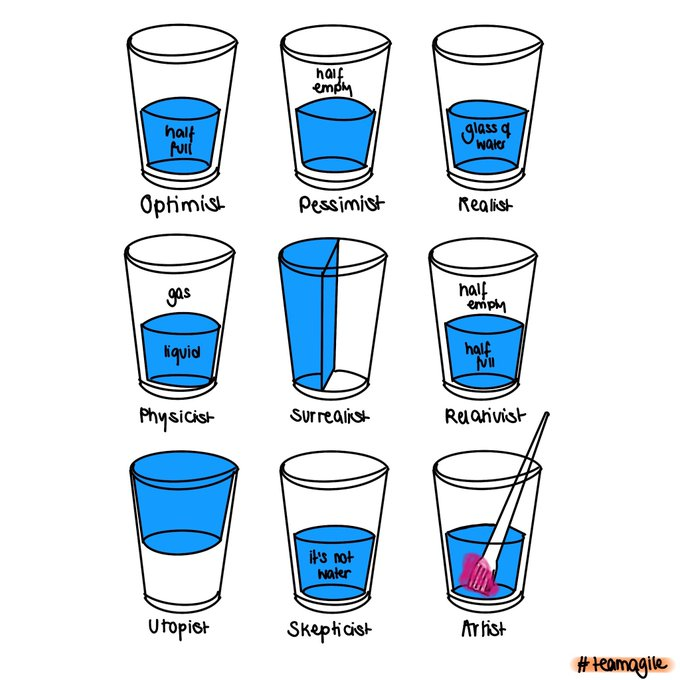 half
empty
half
full
glass of
water
Optimist
Pessimist
Realist
gas
liquid
half
empty
half
full
Physicist
Surrealist
Relativist
it's not
water
Utopist
Skepticist
Artist
#teamagile